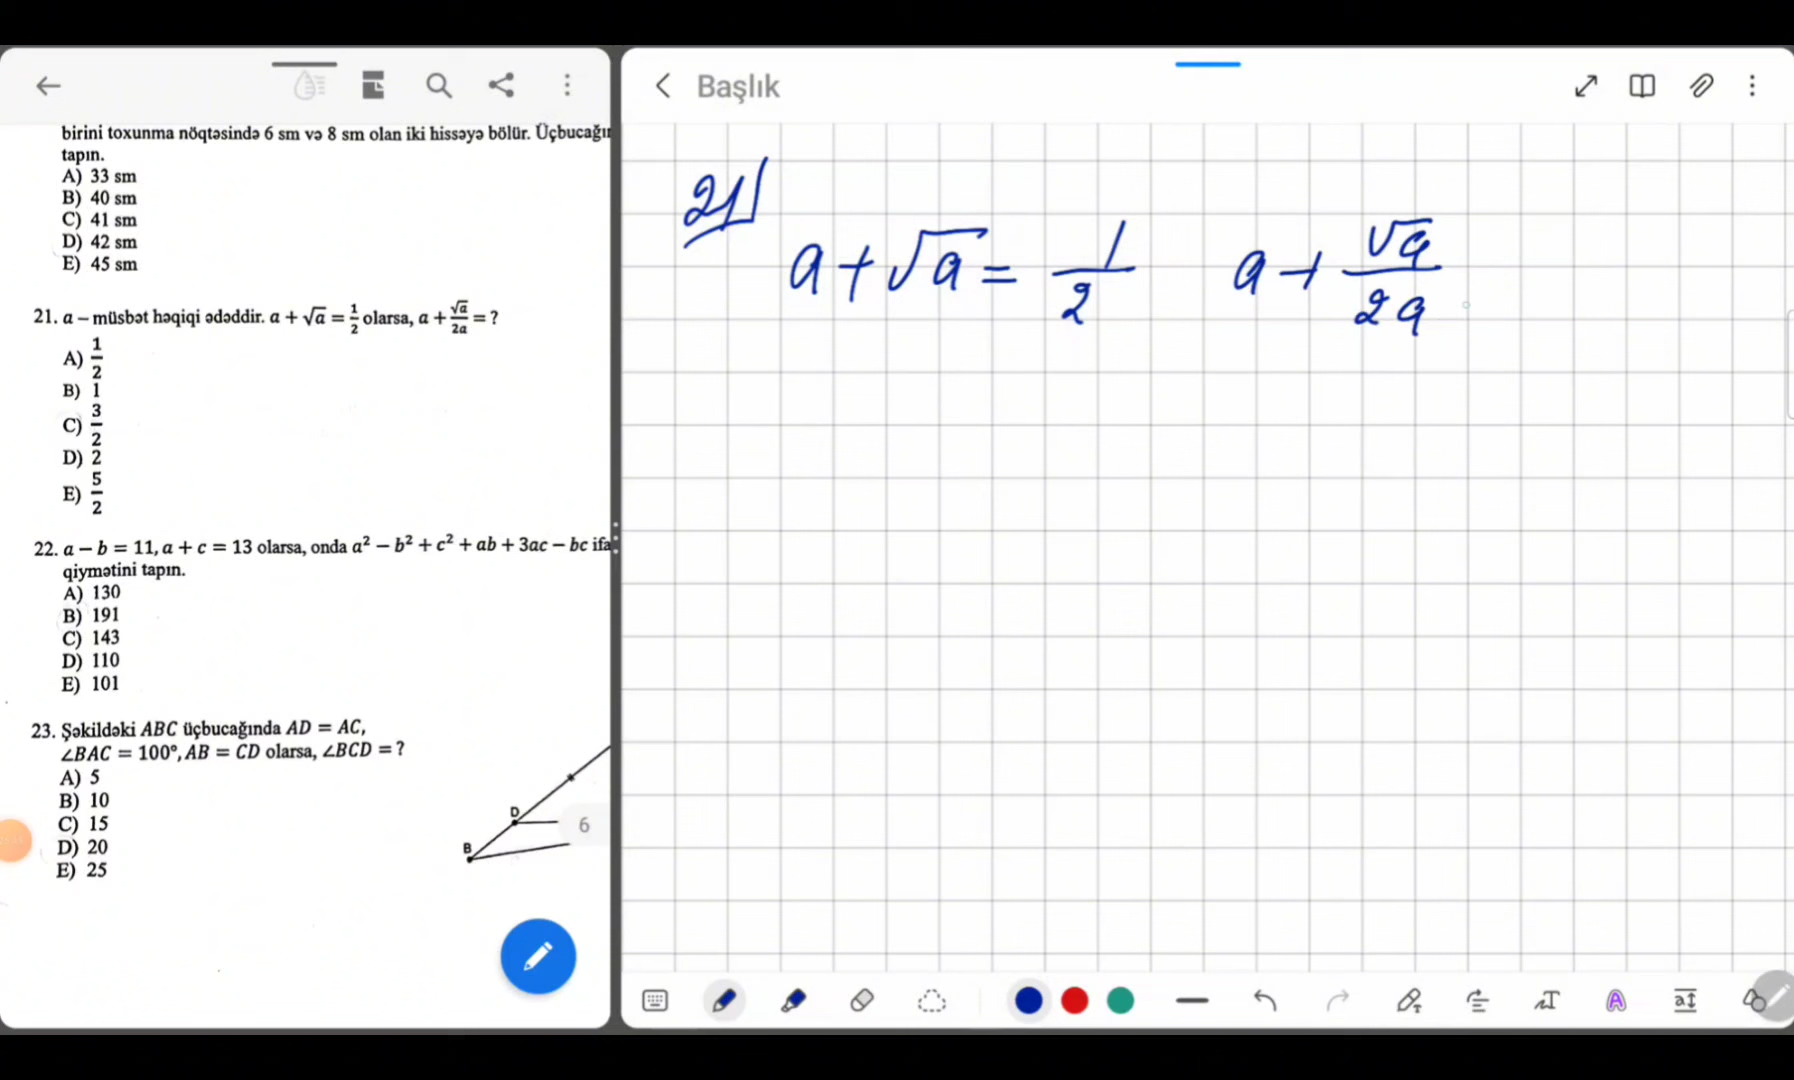 Başlık
birini toxunma nöqtəsində 6 sm və 8 sm olan iki hissəyə bölür.
tapın.
A) 33 sm
B) 40 sm
C) 41 sm
D) 42 sm
E) 45 sm
21. a – müsbət həqiqi ədəddir. a + √a = 1/2 olarsa, a + √a/2a = ?
A) 1/2
B) 1
C) 3/2
D) 2
E) 5/2
22. a − b = 11, a + c = 13 olarsa, onda a² − b² + c² + ab + 3ac − bc
qiymətini tapın.
A) 130
B) 191
C) 143
D) 110
E) 101
23. Şəkildəki ABC üçbucağında AD = AC,
∠BAC = 100°, AB = CD olarsa, ∠BCD = ?
A) 5
B) 10
C) 15
D) 20
E) 25
D
B
6
21
a + √a = 1/2 a + √a/2a